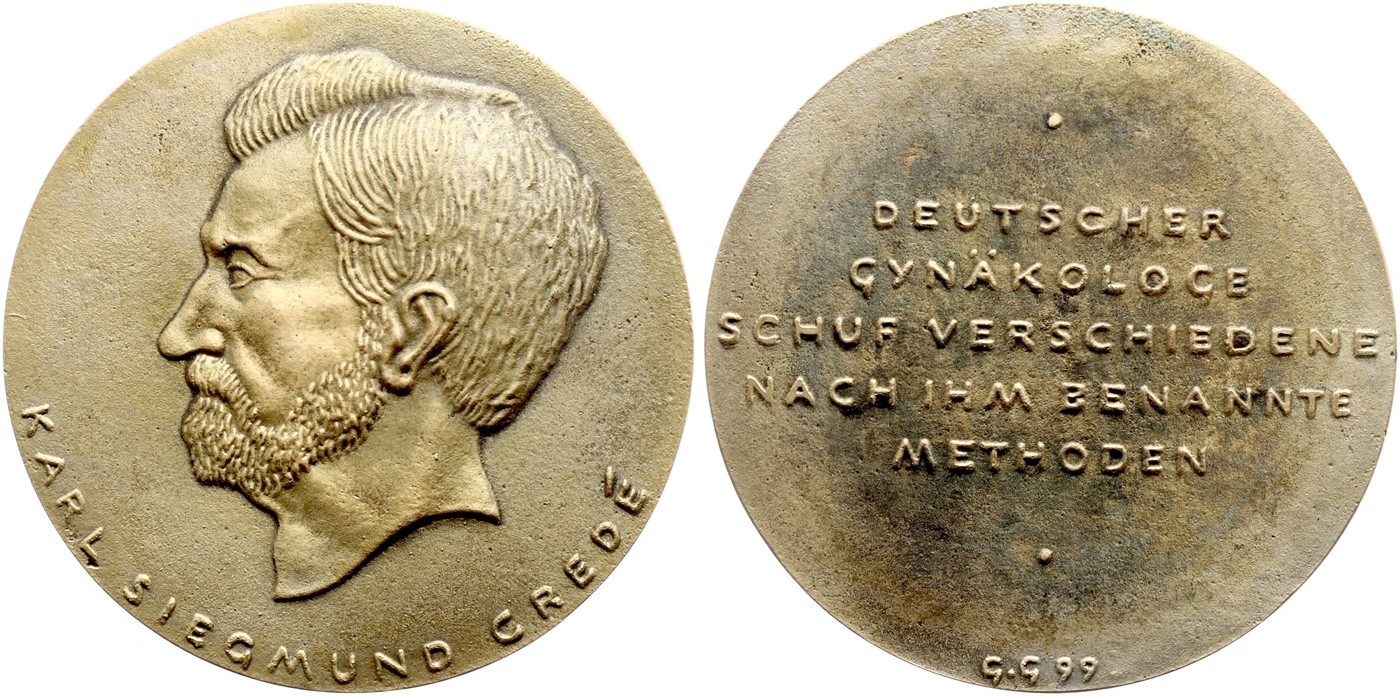 KARL SIEGMUND CREDÉ
DEUTSCHER
GYNÄKOLOGE
SCHUF VERSCHIEDENE
NACH IHM BENANNTE
METHODEN
G.G 99